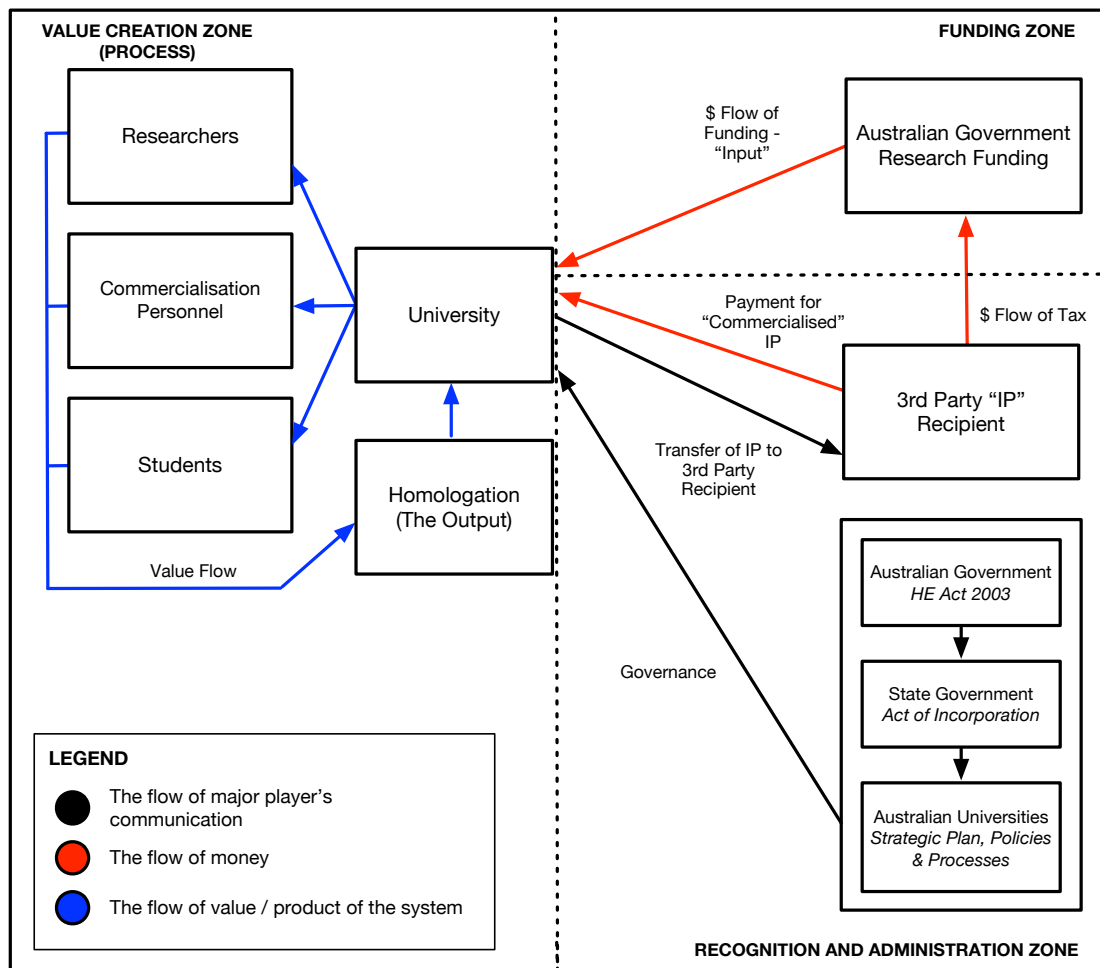 VALUE CREATION ZONE
(PROCESS)
FUNDING ZONE
Researchers
$ Flow of
Funding -
“Input”
Australian Government
Research Funding
Commercialisation
Personnel
University
Payment for
“Commercialised”
IP
$ Flow of Tax
3rd Party “IP”
Recipient
Students
Homologation
(The Output)
Transfer of IP to
3rd Party
Recipient
Value Flow
Australian Government
HE Act 2003
Governance
State Government
Act of Incorporation
Australian Universities
Strategic Plan, Policies
& Processes
LEGEND
The flow of major player’s
communication
The flow of money
The flow of value / product of the system
RECOGNITION AND ADMINISTRATION ZONE